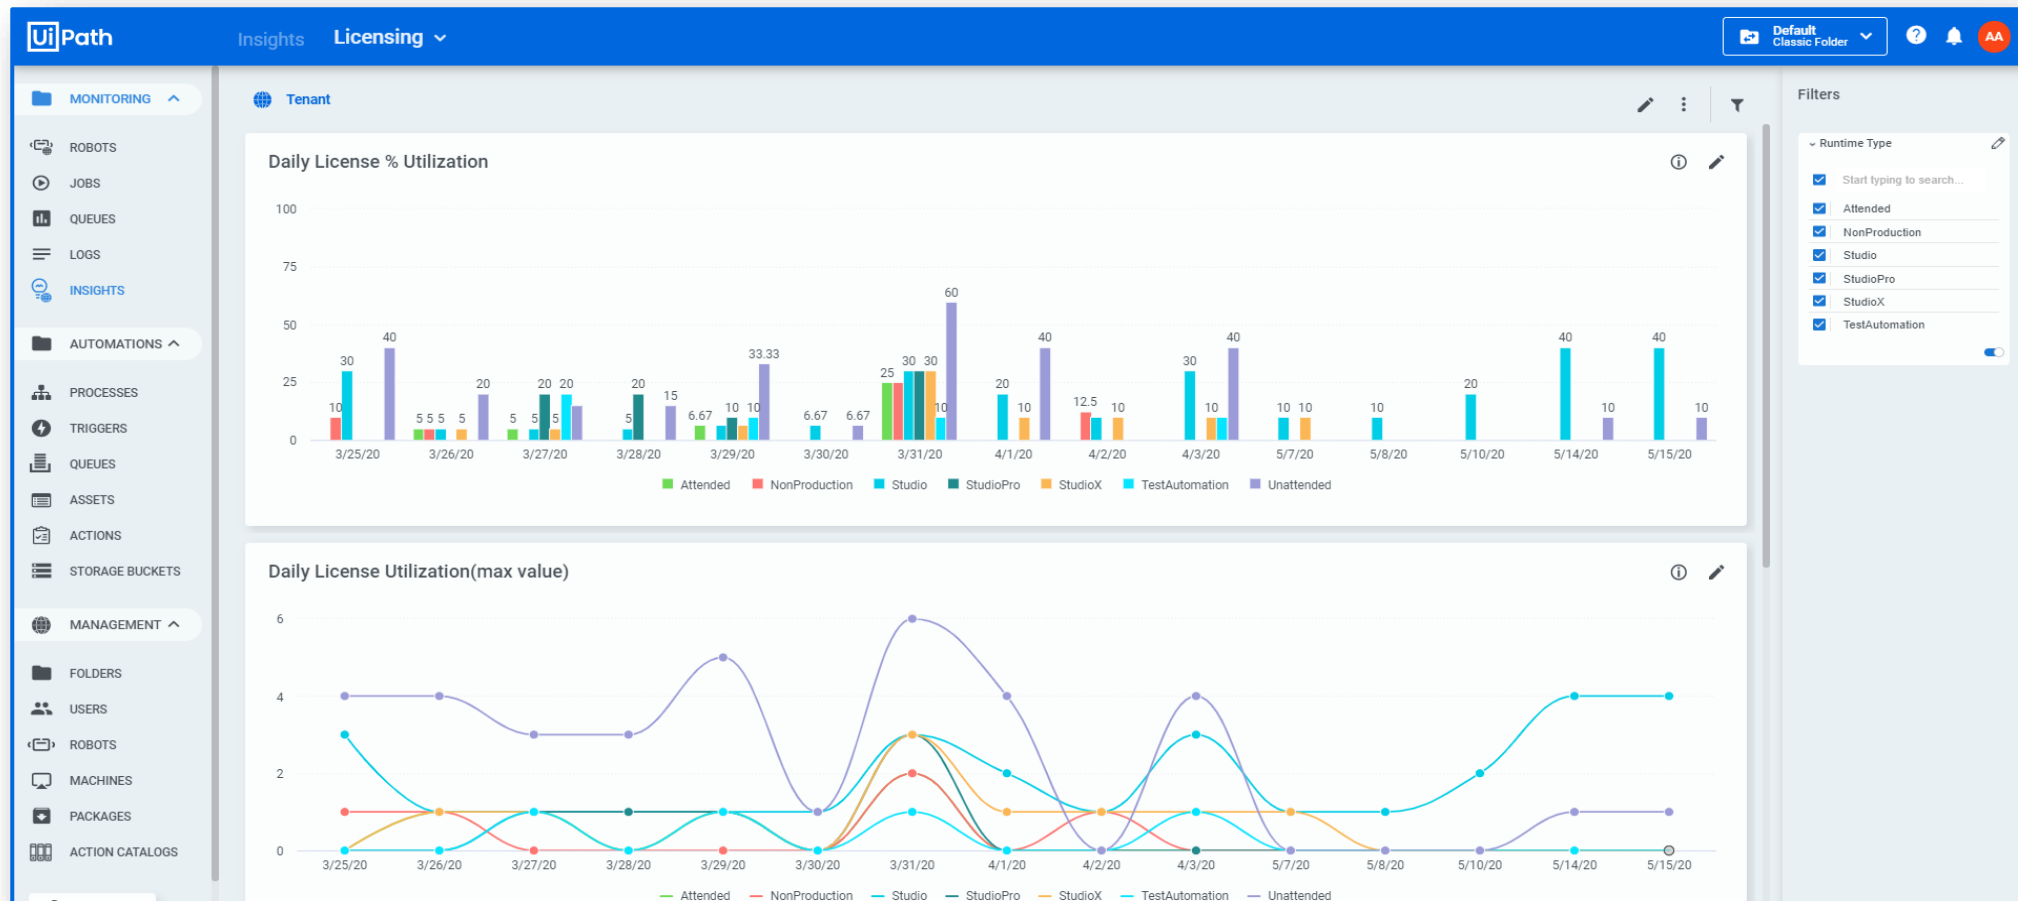 UiPath
Insights
Licensing
Default
Classic Folder
AA
MONITORING
ROBOTS
JOBS
QUEUES
LOGS
INSIGHTS
AUTOMATIONS
PROCESSES
TRIGGERS
QUEUES
ASSETS
ACTIONS
STORAGE BUCKETS
MANAGEMENT
FOLDERS
USERS
ROBOTS
MACHINES
PACKAGES
ACTION CATALOGS
Tenant
Daily License % Utilization
100
75
50
25
0
10 30 40
5 5 5 5 20
5 5 20 5 20
5 20 15
6.67 10 10 33.33
6.67 6.67
25 30 30 10 60
20 10 40
12.5 10
30 10 40
10 10
10
20
40 10
40 10
3/25/20 3/26/20 3/27/20 3/28/20 3/29/20 3/30/20 3/31/20 4/1/20 4/2/20 4/3/20 5/7/20 5/8/20 5/10/20 5/14/20 5/15/20
Attended NonProduction Studio StudioPro StudioX TestAutomation Unattended
Daily License Utilization(max value)
6
4
2
0
3/25/20 3/26/20 3/27/20 3/28/20 3/29/20 3/30/20 3/31/20 4/1/20 4/2/20 4/3/20 5/7/20 5/8/20 5/10/20 5/14/20 5/15/20
Attended NonProduction Studio StudioPro StudioX TestAutomation Unattended
Filters
Runtime Type
Start typing to search...
Attended
NonProduction
Studio
StudioPro
StudioX
TestAutomation